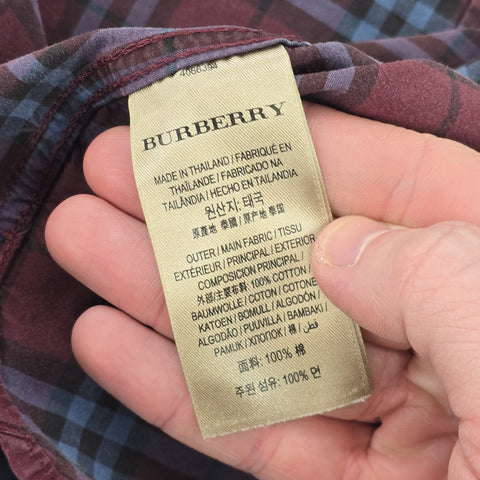 BURBERRY
MADE IN THAILAND / FABRIQUÉ EN
THAÏLANDE / FABRICADO NA
TAILÂNDIA / HECHO EN TAILANDIA
원산지: 태국
原產地: 泰國 / 原产地: 泰国
OUTER / MAIN FABRIC / TISSU
EXTÉRIEUR / PRINCIPAL / EXTERIOR
COMPOSICIÓN PRINCIPAL /
外部/主要布料: 100% COTTON /
BAUMWOLLE / COTON / COTONE
KATOEN / BOMULL / ALGODÓN /
ALGODÃO / PUUVILLA / BAMBAKI /
PAMUK / ХЛОПОК / 棉 / قطن
面料: 100% 棉
주된 섬유: 100% 면